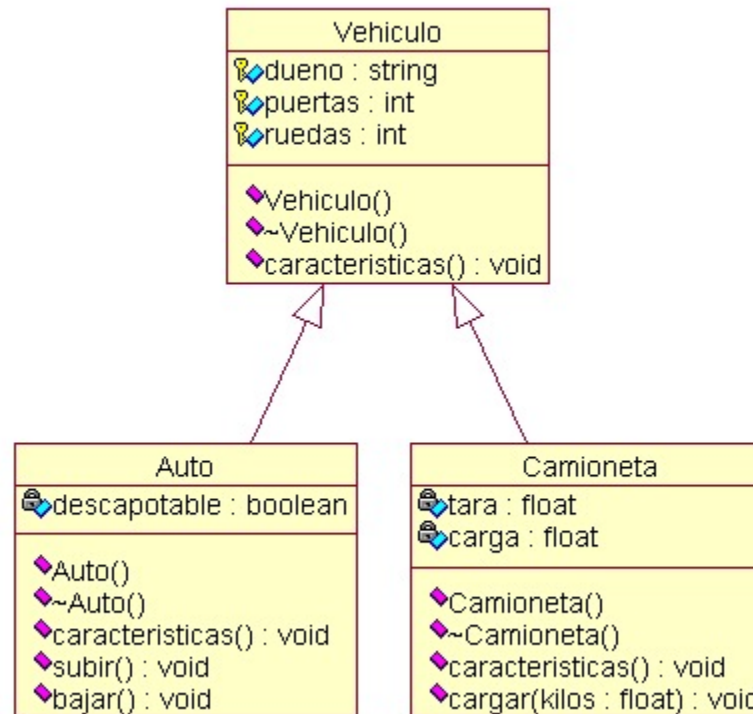 Vehiculo
dueno : string
puertas : int
ruedas : int
Vehiculo()
~Vehiculo()
caracteristicas() : void
Auto
descapotable : boolean
Auto()
~Auto()
caracteristicas() : void
subir() : void
bajar() : void
Camioneta
tara : float
carga : float
Camioneta()
~Camioneta()
caracteristicas() : void
cargar(kilos : float) : void